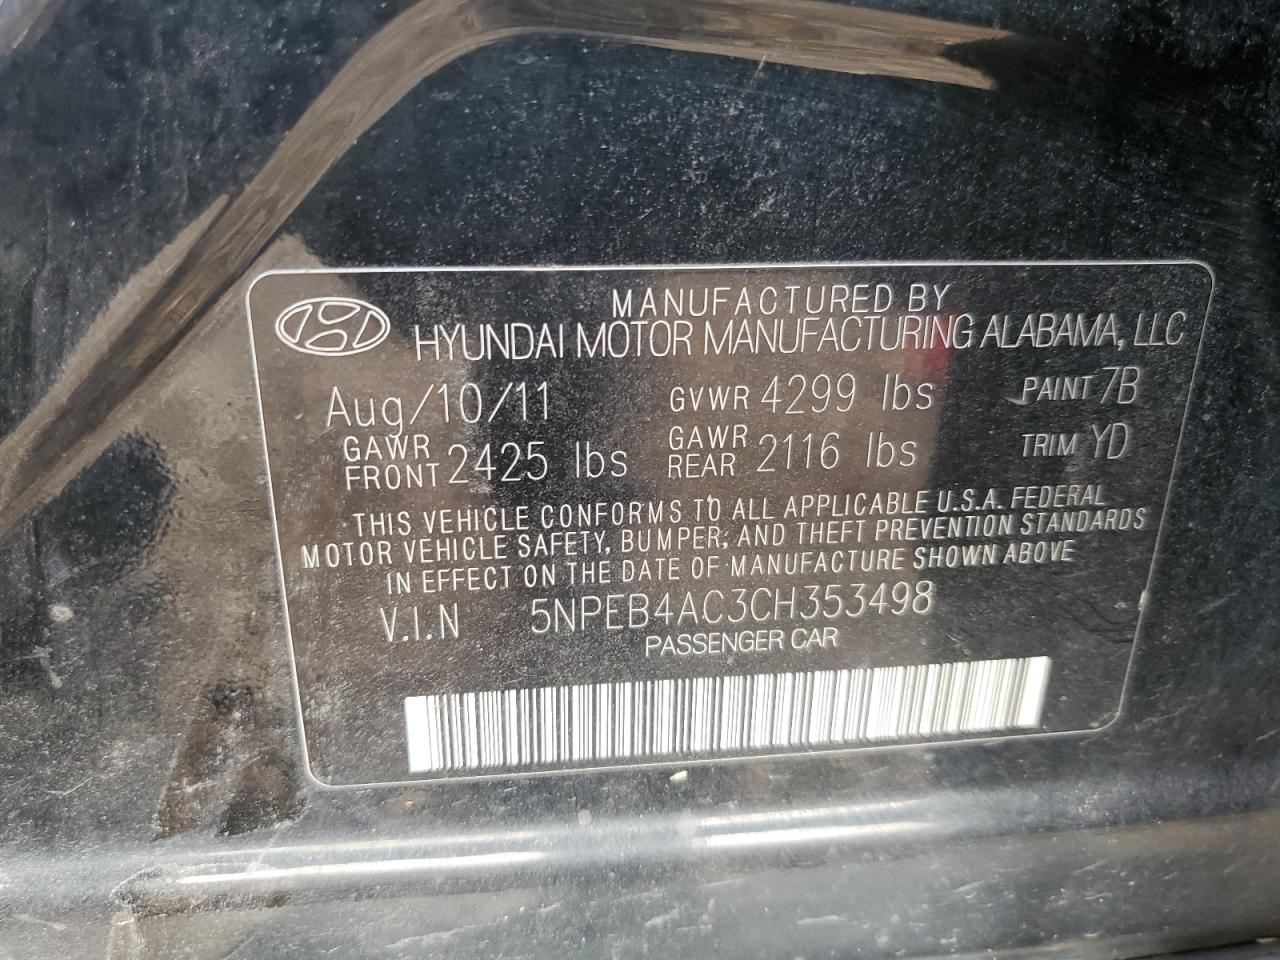 MANUFACTURED BY
HYUNDAI MOTOR MANUFACTURING ALABAMA, LLC
Aug/10/11 GVWR 4299 lbs PAINT 7B
GAWR FRONT 2425 lbs GAWR REAR 2116 lbs TRIM YD
THIS VEHICLE CONFORMS TO ALL APPLICABLE U.S.A. FEDERAL
MOTOR VEHICLE SAFETY, BUMPER, AND THEFT PREVENTION STANDARDS
IN EFFECT ON THE DATE OF MANUFACTURE SHOWN ABOVE
V.I.N 5NPEB4AC3CH353498
PASSENGER CAR